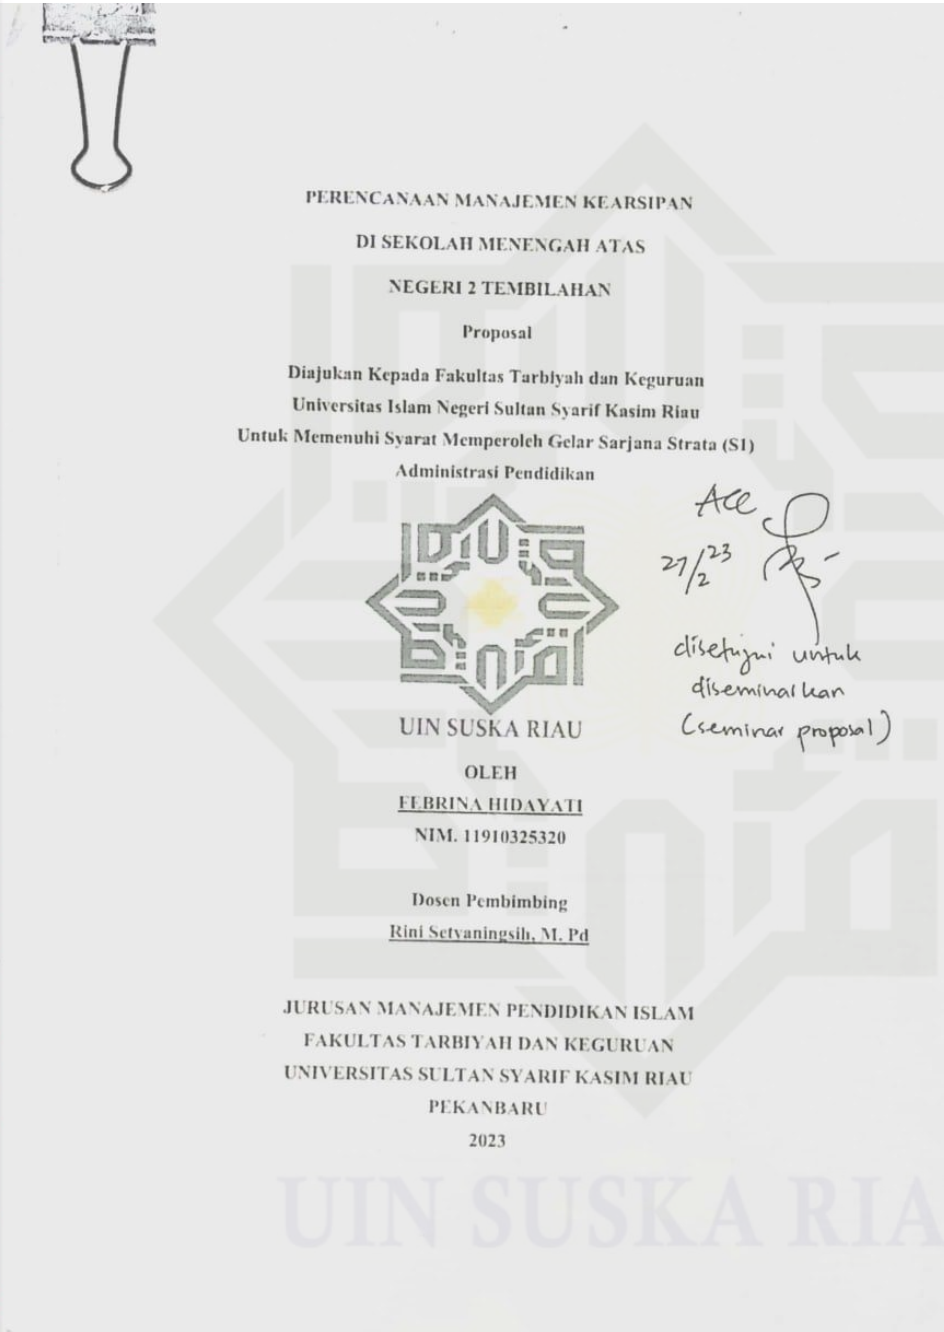 PERENCANAAN MANAJEMEN KEARSIPAN
DI SEKOLAH MENENGAH ATAS
NEGERI 2 TEMBILAHAN
Proposal
Diajukan Kepada Fakultas Tarbiyah dan Keguruan
Universitas Islam Negeri Sultan Syarif Kasim Riau
Untuk Memenuhi Syarat Memperoleh Gelar Sarjana Strata (S1)
Administrasi Pendidikan
Acc
27/2 23
disetujui untuk
diseminarkan
(seminar proposal)
UIN SUSKA RIAU
OLEH
FEBRINA HIDAYATI
NIM. 11910325320
Dosen Pembimbing
Rini Setyaningsih, M. Pd
JURUSAN MANAJEMEN PENDIDIKAN ISLAM
FAKULTAS TARBIYAH DAN KEGURUAN
UNIVERSITAS SULTAN SYARIF KASIM RIAU
PEKANBARU
2023
UIN SUSKA RIA